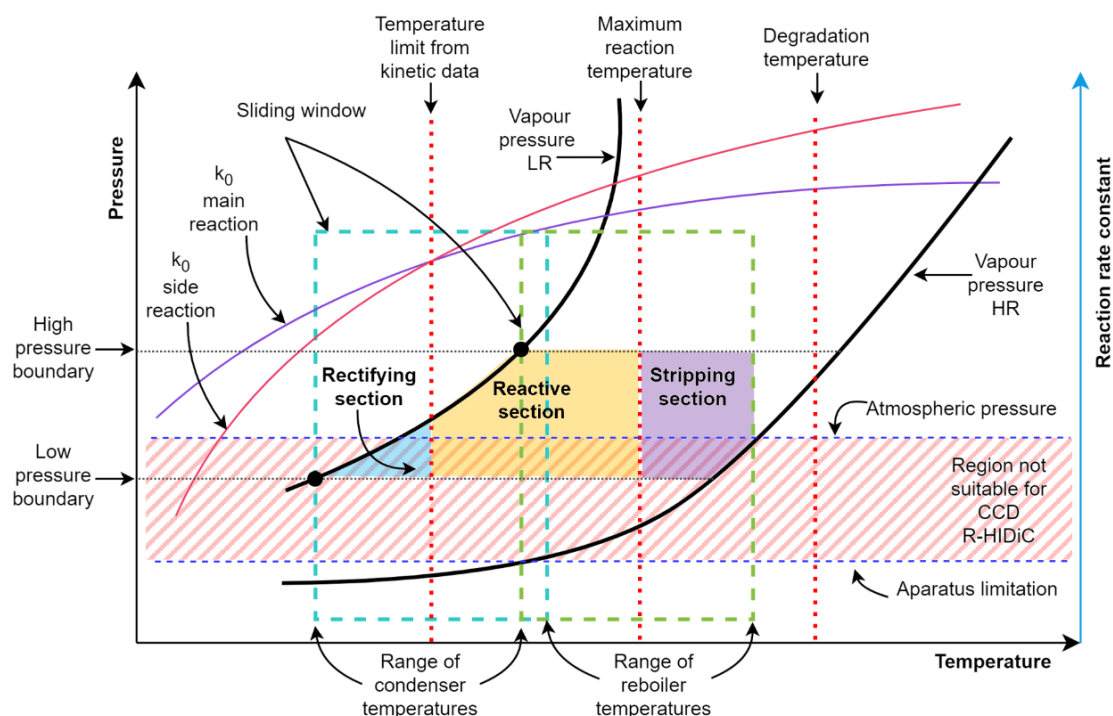 Temperature
limit from
kinetic data
Maximum
reaction
temperature
Degradation
temperature
Sliding window
Vapour
pressure
LR
Pressure
k0
main
reaction
k0
side
reaction
Reaction rate constant
Vapour
pressure
HR
High
pressure
boundary
Rectifying
section
Reactive
section
Stripping
section
Atmospheric pressure
Low
pressure
boundary
Region not
suitable for
CCD
R-HIDiC
Aparatus limitation
Range of
condenser
temperatures
Range of
reboiler
temperatures
Temperature